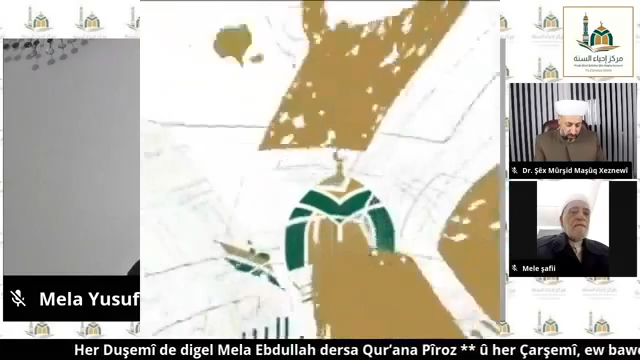 مركز إحياء السنة
Dr. Şêx Mûrşid Maşûq Xeznewî
Mele şafii
Mela Yusuf
Her Duşemî de digel Mela Ebdullah dersa Qur'ana Pîroz ** û her Çarşemî, ew bawe